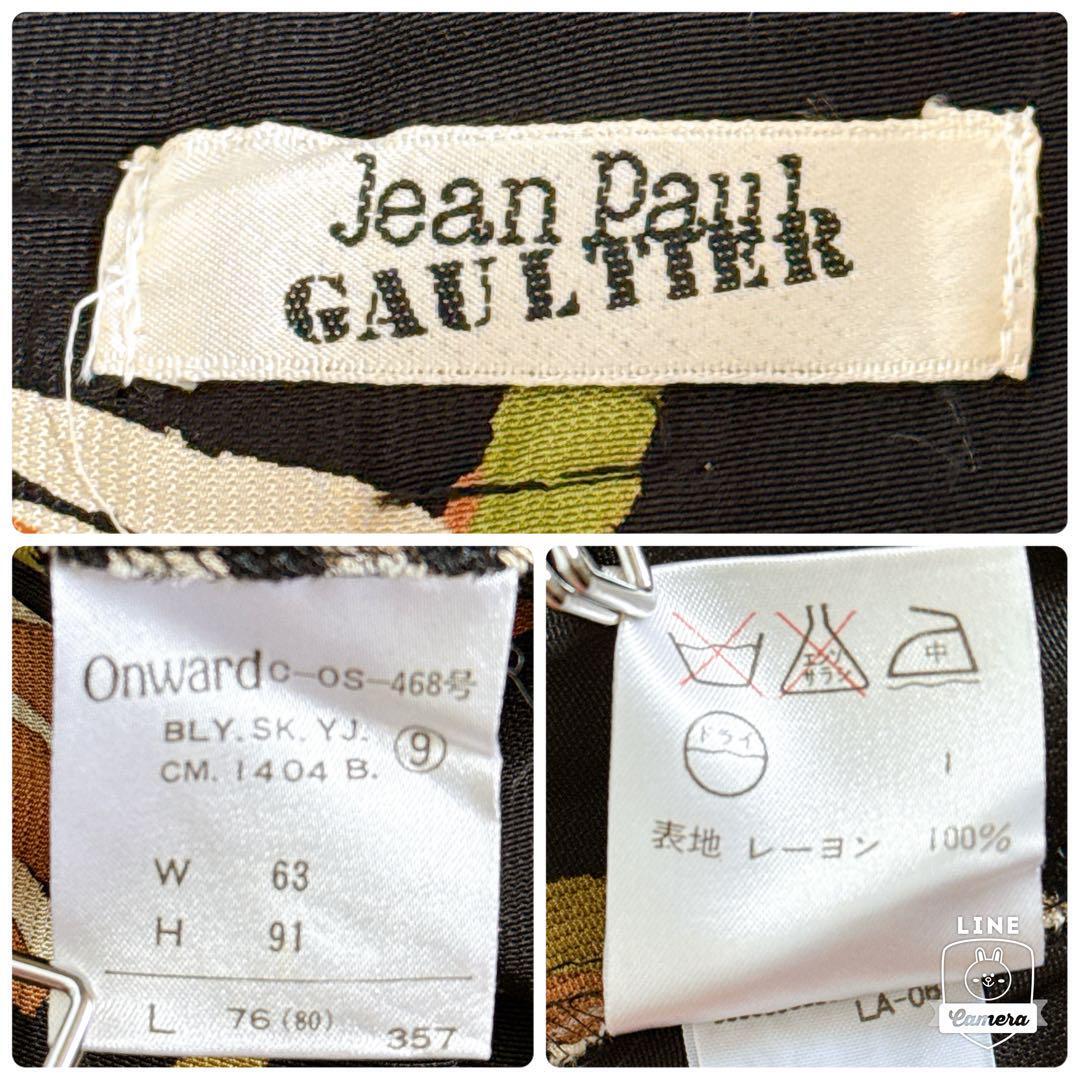 Jean Paul
GAULTIER
Onward C-OS-468号
BLY.SK.YJ. ⑨
CM. 1404 B.
W 63
H 91
L 76 (80)
357
エンソ
サラシ
中
ドライ
1
表地 レーヨン 100%
LA-0
LINE
Camera